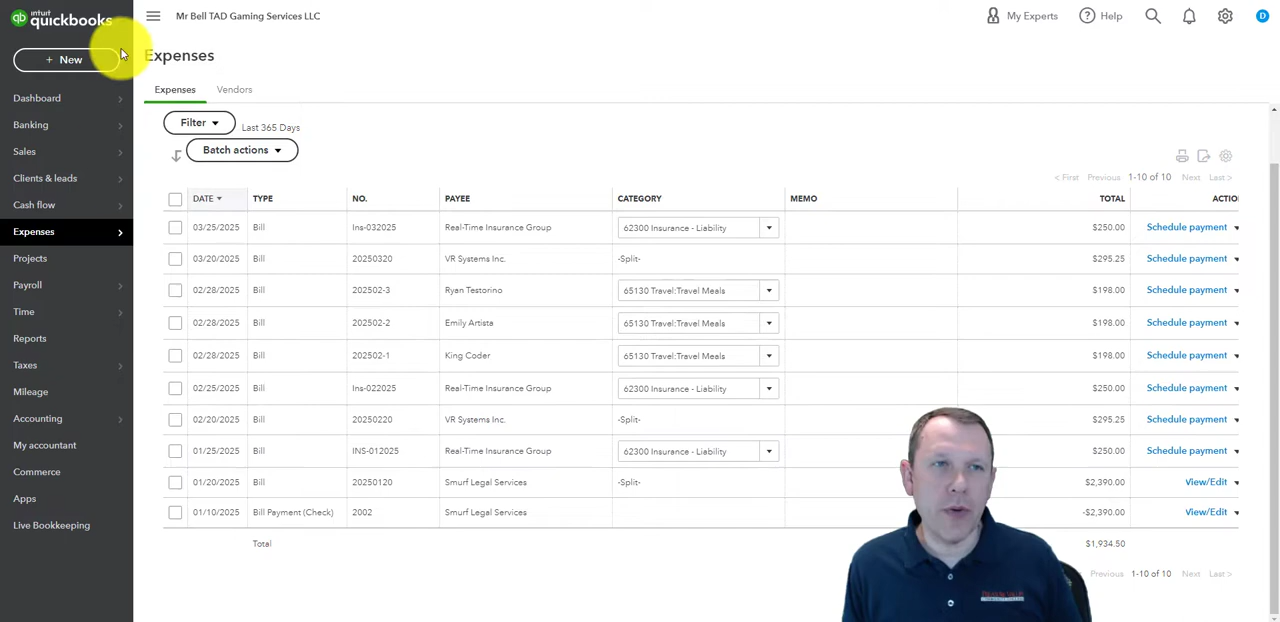 intuit
quickbooks
Mr Bell TAD Gaming Services LLC
My Experts
Help
D
+ New
Expenses
Dashboard
Banking
Sales
Clients & leads
Cash flow
Expenses
Projects
Payroll
Time
Reports
Taxes
Mileage
Accounting
My accountant
Commerce
Apps
Live Bookkeeping
Expenses Vendors
Filter Last 365 Days
Batch actions
< First Previous 1-10 of 10 Next Last >
DATE TYPE NO. PAYEE CATEGORY MEMO TOTAL ACTIO
03/25/2025 Bill Ins-032025 Real-Time Insurance Group 62300 Insurance - Liability $250.00 Schedule payment
03/20/2025 Bill 20250320 VR Systems Inc. -Split- $295.25 Schedule payment
02/28/2025 Bill 202502-3 Ryan Testorino 65130 Travel:Travel Meals $198.00 Schedule payment
02/28/2025 Bill 202502-2 Emily Artista 65130 Travel:Travel Meals $198.00 Schedule payment
02/28/2025 Bill 202502-1 King Coder 65130 Travel:Travel Meals $198.00 Schedule payment
02/25/2025 Bill Ins-022025 Real-Time Insurance Group 62300 Insurance - Liability $250.00 Schedule payment
02/20/2025 Bill 20250220 VR Systems Inc. -Split- $295.25 Schedule payment
01/25/2025 Bill INS-012025 Real-Time Insurance Group 62300 Insurance - Liability $250.00 Schedule payment
01/20/2025 Bill 20250120 Smurf Legal Services -Split- $2,390.00 View/Edit
01/10/2025 Bill Payment (Check) 2002 Smurf Legal Services -$2,390.00 View/Edit
Total $1,934.50
Previous 1-10 of 10 Next Last >